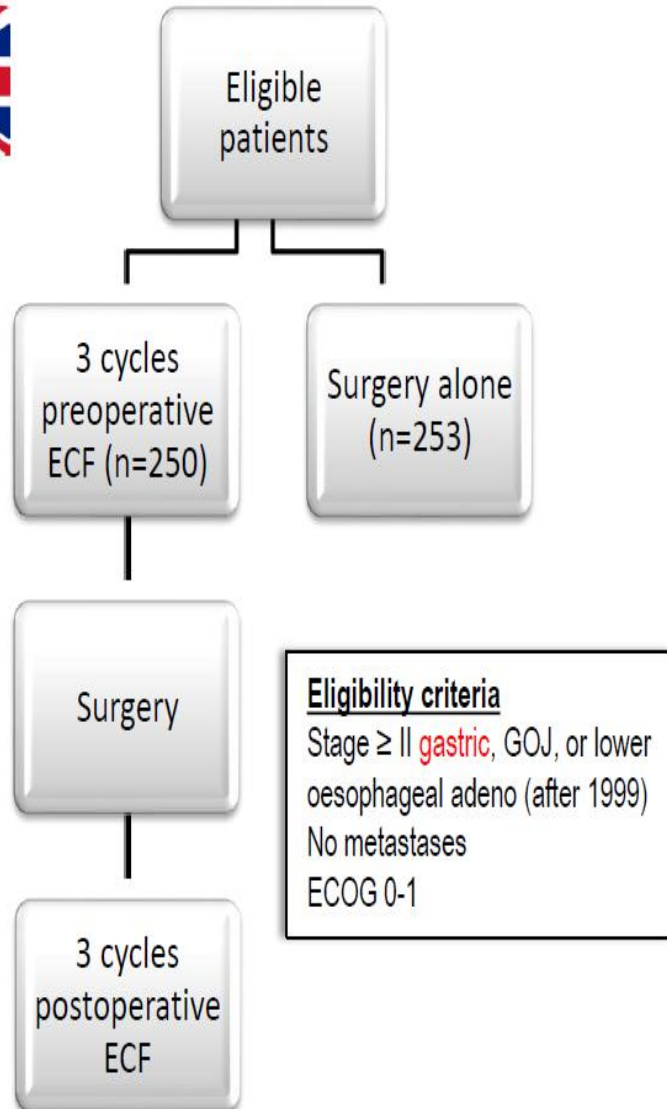 Eligible
patients
3 cycles
preoperative
ECF (n=250)
Surgery alone
(n=253)
Surgery
Eligibility criteria
Stage ≥ II gastric, GOJ, or lower
oesophageal adeno (after 1999)
No metastases
ECOG 0-1
3 cycles
postoperative
ECF